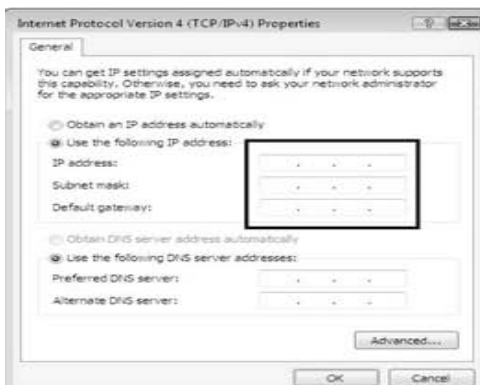 Internet Protocol Version 4 (TCP/IPv4) Properties
General
You can get IP settings assigned automatically if your network supports
this capability. Otherwise, you need to ask your network administrator
for the appropriate IP settings.
Obtain an IP address automatically
Use the following IP address:
IP address:
Subnet mask:
Default gateway:
Obtain DNS server address automatically
Use the following DNS server addresses:
Preferred DNS server:
Alternate DNS server:
Advanced...
OK
Cancel